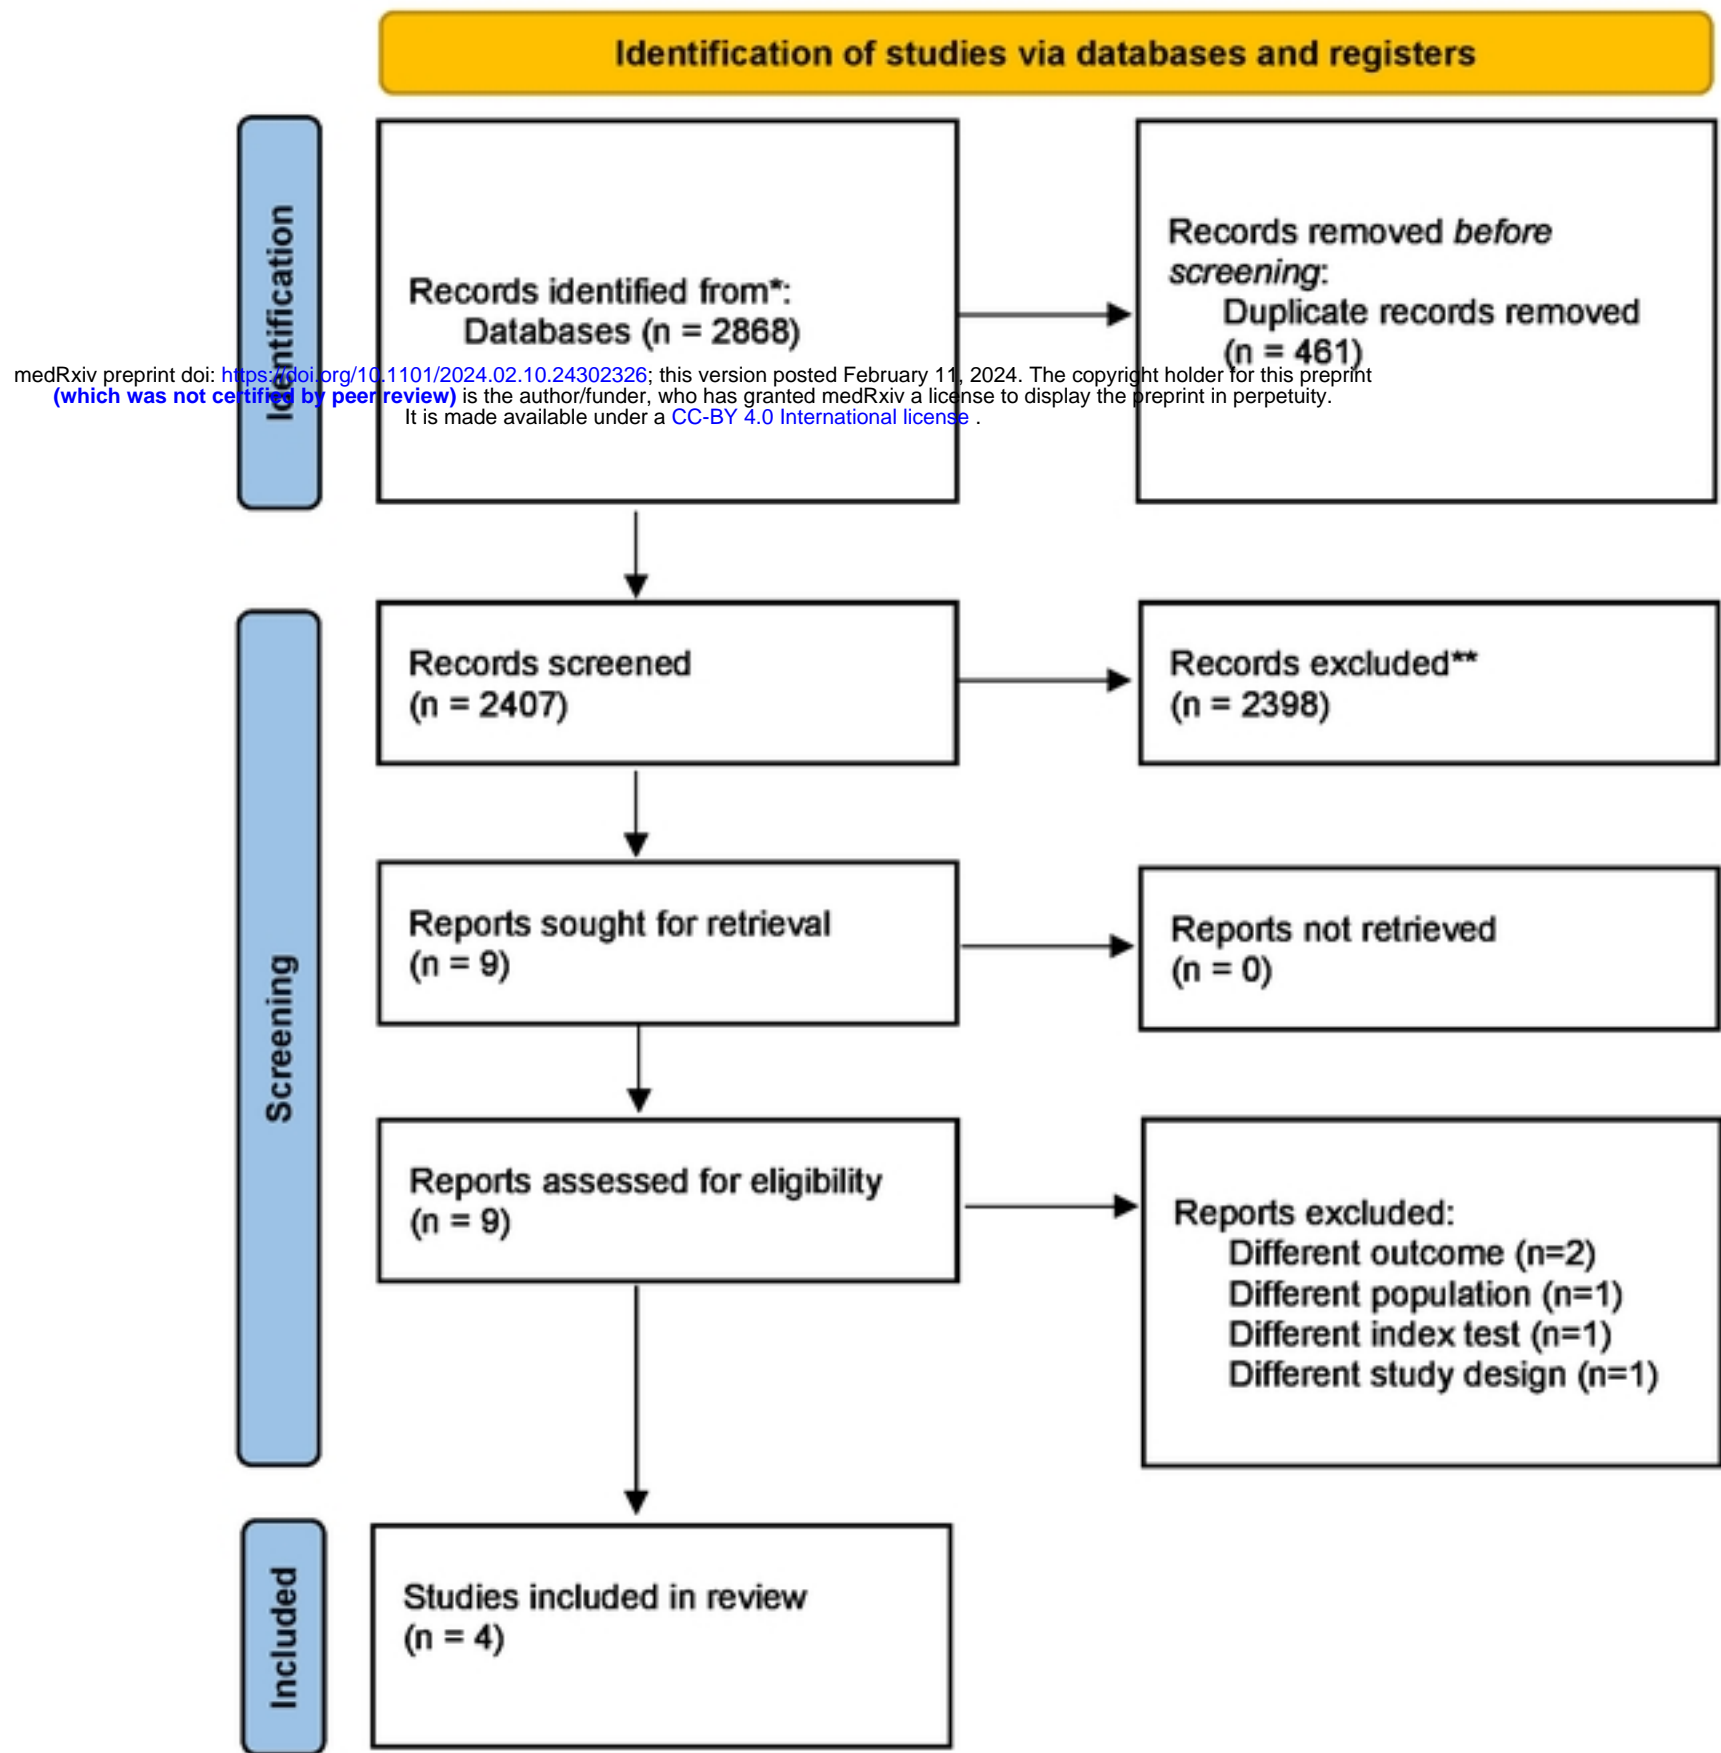 Identification of studies via databases and registers
Identification
Records identified from*:
Databases (n = 2868)
Records removed before
screening:
Duplicate records removed
(n = 461)
medRxiv preprint doi: https://doi.org/10.1101/2024.02.10.24302326; this version posted February 11, 2024. The copyright holder for this preprint
(which was not certified by peer review) is the author/funder, who has granted medRxiv a license to display the preprint in perpetuity.
It is made available under a CC-BY 4.0 International license .
Screening
Records screened
(n = 2407)
Records excluded**
(n = 2398)
Reports sought for retrieval
(n = 9)
Reports not retrieved
(n = 0)
Reports assessed for eligibility
(n = 9)
Reports excluded:
Different outcome (n=2)
Different population (n=1)
Different index test (n=1)
Different study design (n=1)
Included
Studies included in review
(n = 4)